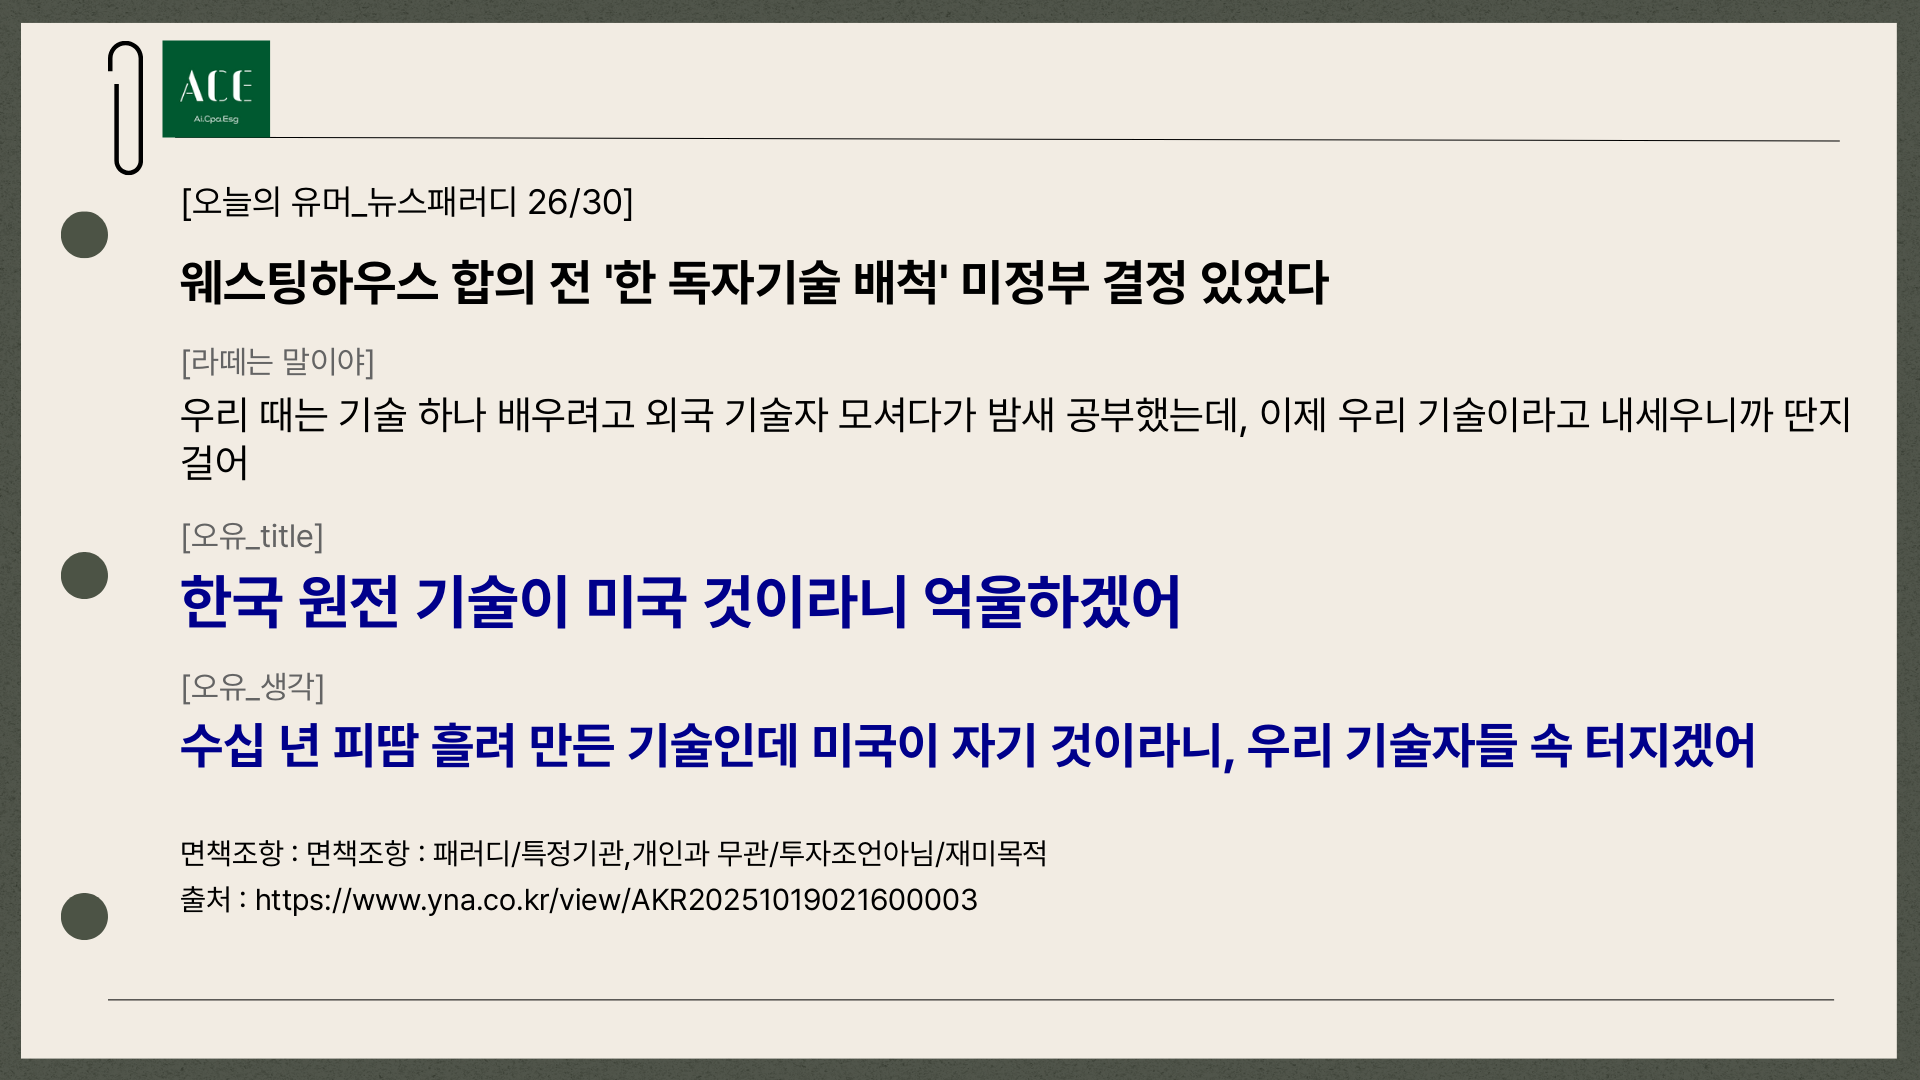 ACE
Ai.Cpa.Esg
[오늘의 유머_뉴스패러디 26/30]
웨스팅하우스 합의 전 '한 독자기술 배척' 미정부 결정 있었다
[라떼는 말이야]
우리 때는 기술 하나 배우려고 외국 기술자 모셔다가 밤새 공부했는데, 이제 우리 기술이라고 내세우니까 딴지
걸어
[오유_title]
한국 원전 기술이 미국 것이라니 억울하겠어
[오유_생각]
수십 년 피땀 흘려 만든 기술인데 미국이 자기 것이라니, 우리 기술자들 속 터지겠어
면책조항 : 면책조항 : 패러디/특정기관,개인과 무관/투자조언아님/재미목적
출처 : https://www.yna.co.kr/view/AKR20251019021600003